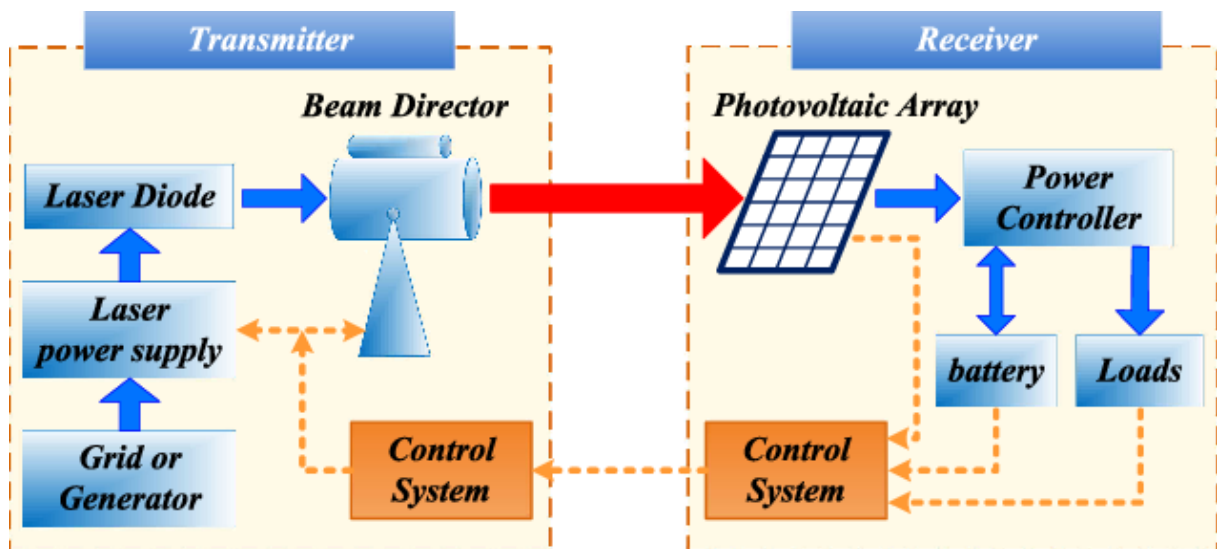 Transmitter
Receiver
Beam Director
Photovoltaic Array
Laser Diode
Power
Controller
Laser
power supply
battery
Loads
Grid or
Generator
Control
System
Control
System